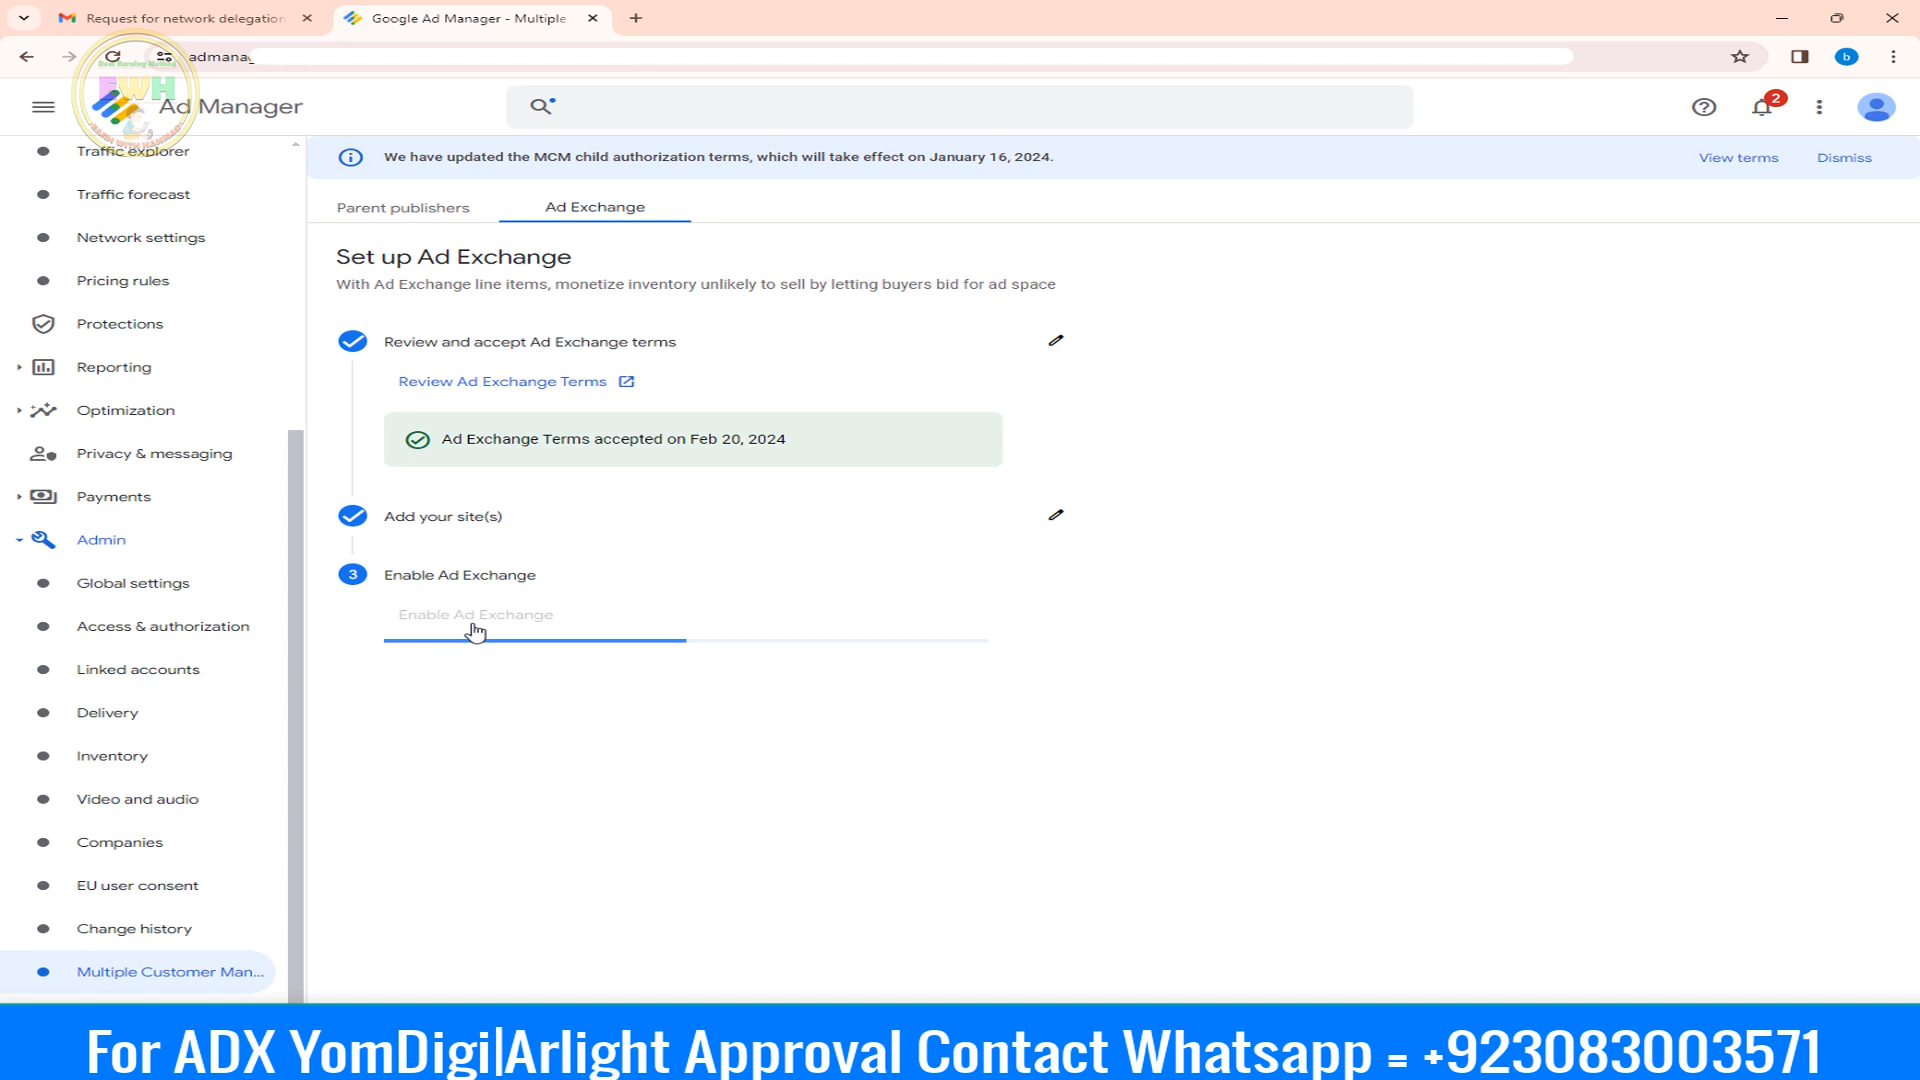 Request for network delegation
Google Ad Manager - Multiple
admanag
b
Ad Manager
2
EWH
Traffic explorer
Traffic forecast
Network settings
Pricing rules
Protections
Reporting
Optimization
Privacy & messaging
Payments
Admin
Global settings
Access & authorization
Linked accounts
Delivery
Inventory
Video and audio
Companies
EU user consent
Change history
Multiple Customer Man...
We have updated the MCM child authorization terms, which will take effect on January 16, 2024.
View terms
Dismiss
Parent publishers
Ad Exchange
Set up Ad Exchange
With Ad Exchange line items, monetize inventory unlikely to sell by letting buyers bid for ad space
Review and accept Ad Exchange terms
Review Ad Exchange Terms
Ad Exchange Terms accepted on Feb 20, 2024
Add your site(s)
3
Enable Ad Exchange
Enable Ad Exchange
For ADX YomDigi|Arlight Approval Contact Whatsapp = +923083003571